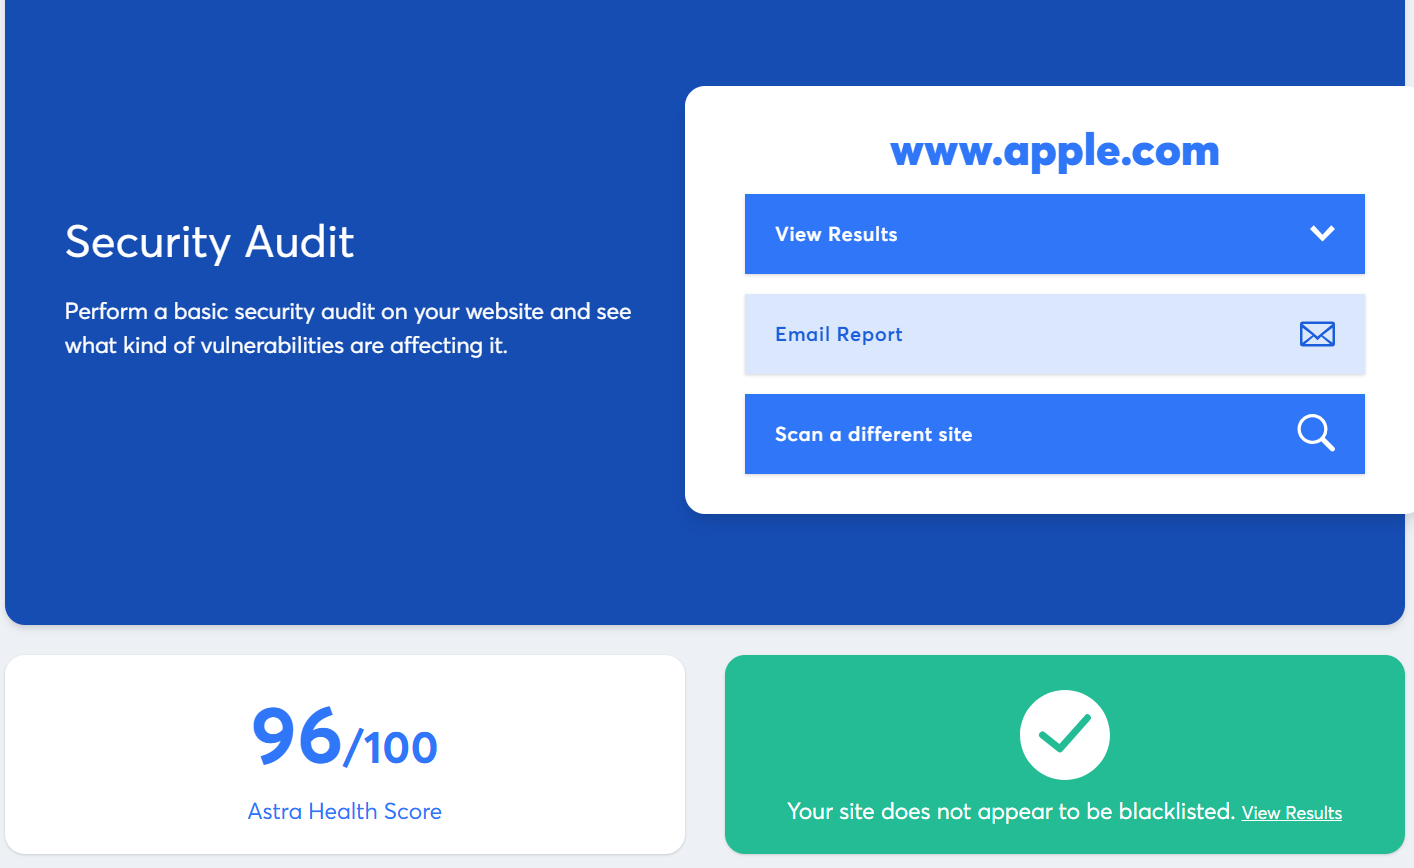 Security Audit
Perform a basic security audit on your website and see
what kind of vulnerabilities are affecting it.
www.apple.com
View Results
Email Report
Scan a different site
96/100
Astra Health Score
Your site does not appear to be blacklisted. View Results